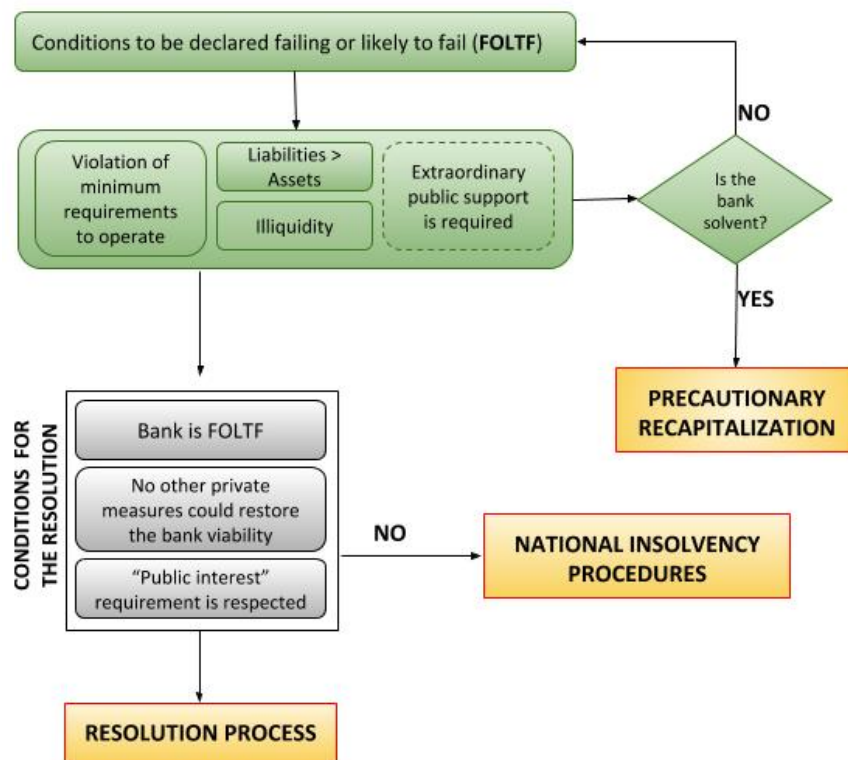 Conditions to be declared failing or likely to fail (FOLTF)
NO
Violation of
minimum
requirements
to operate
Liabilities >
Assets
Illiquidity
Extraordinary
public support
is required
Is the
bank
solvent?
YES
PRECAUTIONARY
RECAPITALIZATION
CONDITIONS FOR
THE RESOLUTION
Bank is FOLTF
No other private
measures could restore
the bank viability
“Public interest”
requirement is respected
NO
NATIONAL INSOLVENCY
PROCEDURES
RESOLUTION PROCESS